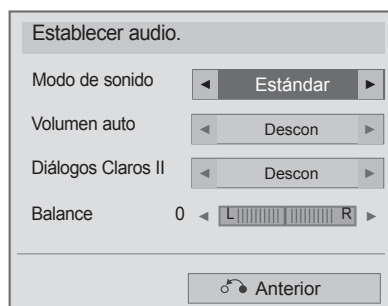 Establecer audio.
Modo de sonido ◄ Estándar ►
Volumen auto ◄ Descon ►
Diálogos Claros II ◄ Descon ►
Balance 0 ◄ L R ►
Anterior